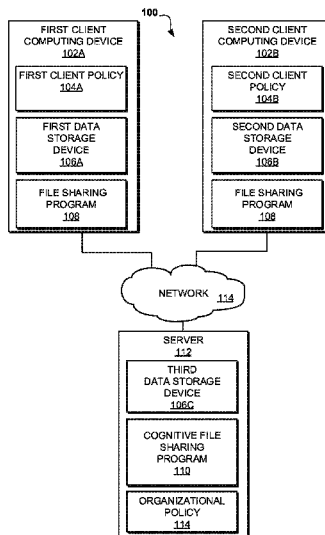 100
FIRST CLIENT
COMPUTING DEVICE
102A
FIRST CLIENT POLICY
104A
FIRST DATA
STORAGE
DEVICE
106A
FILE SHARING
PROGRAM
108
SECOND CLIENT
COMPUTING DEVICE
102B
SECOND CLIENT
POLICY
104B
SECOND DATA
STORAGE
DEVICE
106B
FILE SHARING
PROGRAM
108
NETWORK 114
SERVER
112
THIRD
DATA STORAGE
DEVICE
106C
COGNITIVE FILE
SHARING
PROGRAM
110
ORGANIZATIONAL
POLICY
114